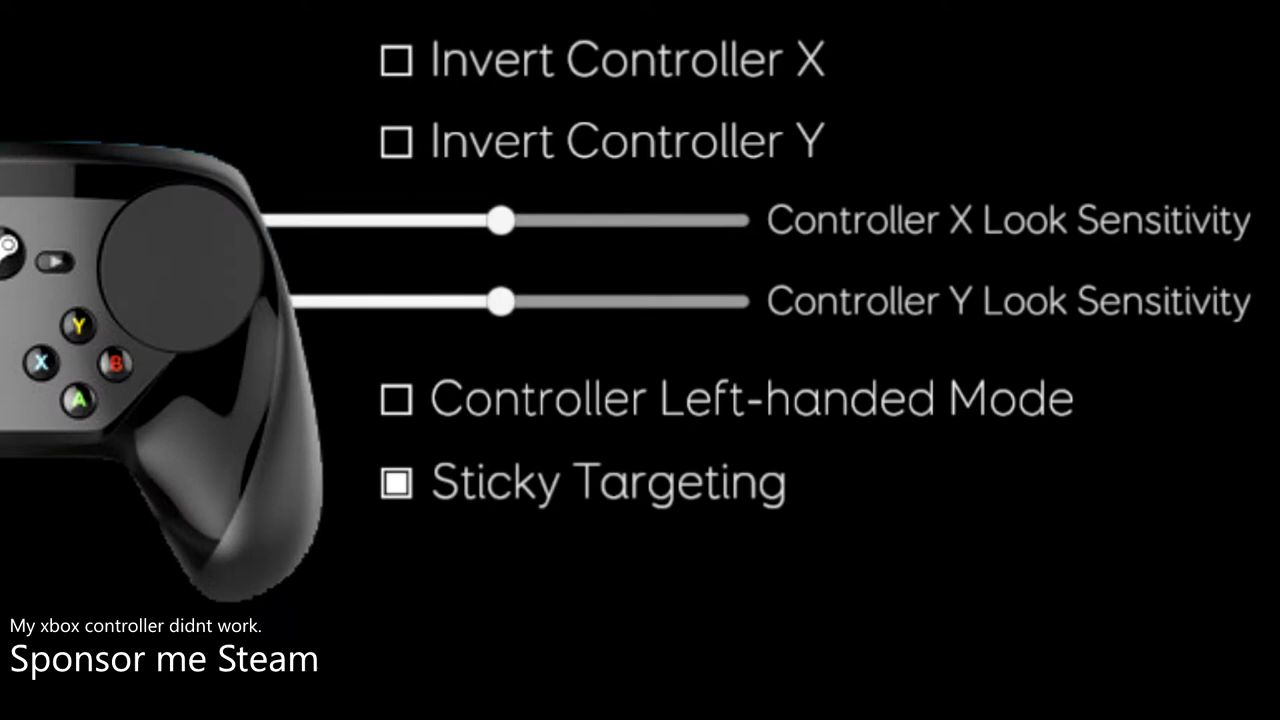 Invert Controller X
Invert Controller Y
Controller X Look Sensitivity
Controller Y Look Sensitivity
Y
X B
A
Controller Left-handed Mode
Sticky Targeting
My xbox controller didnt work.
Sponsor me Steam